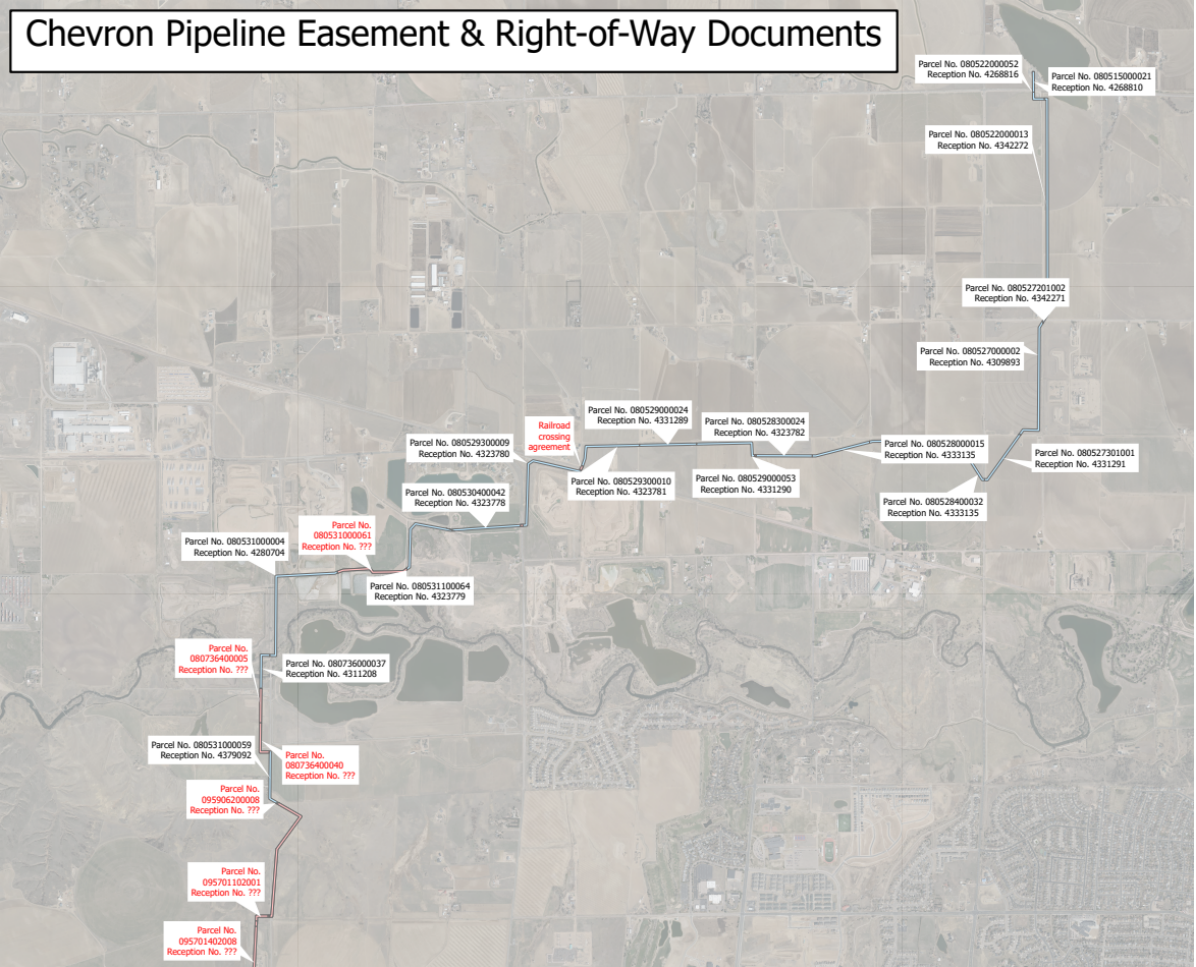 Chevron Pipeline Easement & Right-of-Way Documents
Parcel No. 080522000052
Reception No. 4268816
Parcel No. 080515000021
Reception No. 4268810
Parcel No. 080522000013
Reception No. 4342272
Parcel No. 080527201002
Reception No. 4342271
Parcel No. 080527000002
Reception No. 4309893
Parcel No. 080529000024
Reception No. 4331289
Parcel No. 080528300024
Reception No. 4323782
Railroad
crossing
agreement
Parcel No. 080529300009
Reception No. 4323780
Parcel No. 080528000015
Reception No. 4333135
Parcel No. 080527301001
Reception No. 4331291
Parcel No. 080529300010
Reception No. 4323781
Parcel No. 080529000053
Reception No. 4331290
Parcel No. 080528400032
Reception No. 4333135
Parcel No. 080530400042
Reception No. 4323778
Parcel No.
080531000061
Reception No. ???
Parcel No. 080531000004
Reception No. 4280704
Parcel No. 080531100064
Reception No. 4323779
Parcel No.
080736400005
Reception No. ???
Parcel No. 080736000037
Reception No. 4311208
Parcel No. 080531000059
Reception No. 4379092
Parcel No.
080736400040
Reception No. ???
Parcel No.
095906200008
Reception No. ???
Parcel No.
095701102001
Reception No. ???
Parcel No.
095701402008
Reception No. ???